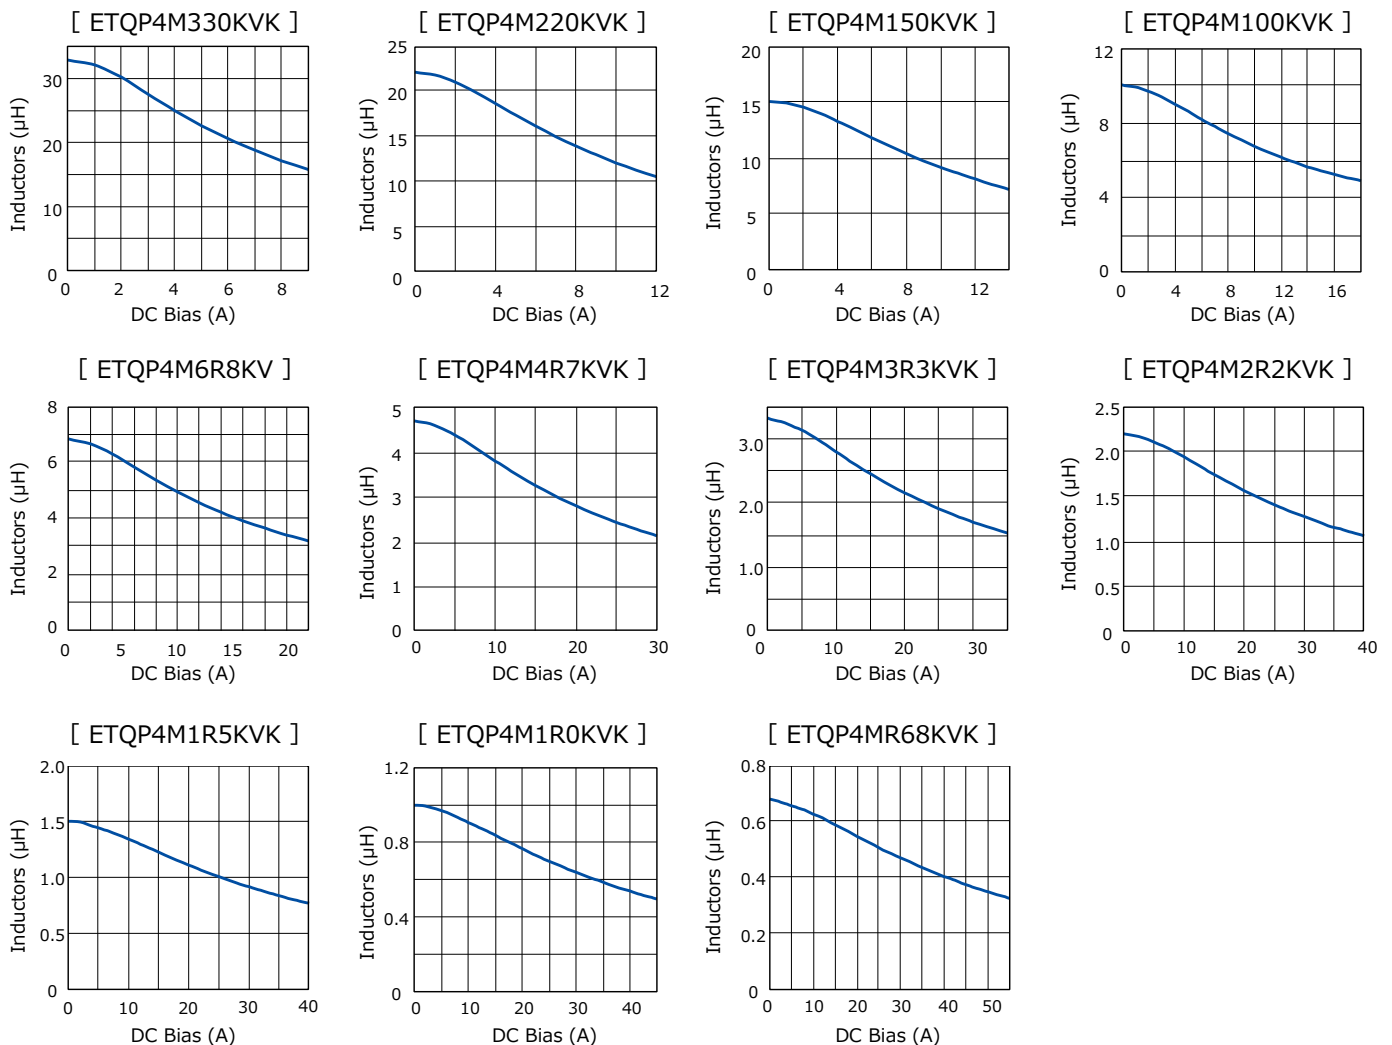 [ ETQP4M330KVK ]
30
20
10
0
0 2 4 6 8
Inductors (µH)
DC Bias (A)
[ ETQP4M220KVK ]
25
20
15
10
5
0
0 4 8 12
Inductors (µH)
DC Bias (A)
[ ETQP4M150KVK ]
20
15
10
5
0
0 4 8 12
Inductors (µH)
DC Bias (A)
[ ETQP4M100KVK ]
12
8
4
0
0 4 8 12 16
Inductors (µH)
DC Bias (A)
[ ETQP4M6R8KV ]
8
6
4
2
0
0 5 10 15 20
Inductors (µH)
DC Bias (A)
[ ETQP4M4R7KVK ]
5
4
3
2
1
0
0 10 20 30
Inductors (µH)
DC Bias (A)
[ ETQP4M3R3KVK ]
3.0
2.0
1.0
0
0 10 20 30
Inductors (µH)
DC Bias (A)
[ ETQP4M2R2KVK ]
2.5
2.0
1.5
1.0
0.5
0
0 10 20 30 40
Inductors (µH)
DC Bias (A)
[ ETQP4M1R5KVK ]
2.0
1.5
1.0
0.5
0
0 10 20 30 40
Inductors (µH)
DC Bias (A)
[ ETQP4M1R0KVK ]
1.2
0.8
0.4
0
0 10 20 30 40
Inductors (µH)
DC Bias (A)
[ ETQP4MR68KVK ]
0.8
0.6
0.4
0.2
0
0 10 20 30 40 50
Inductors (µH)
DC Bias (A)